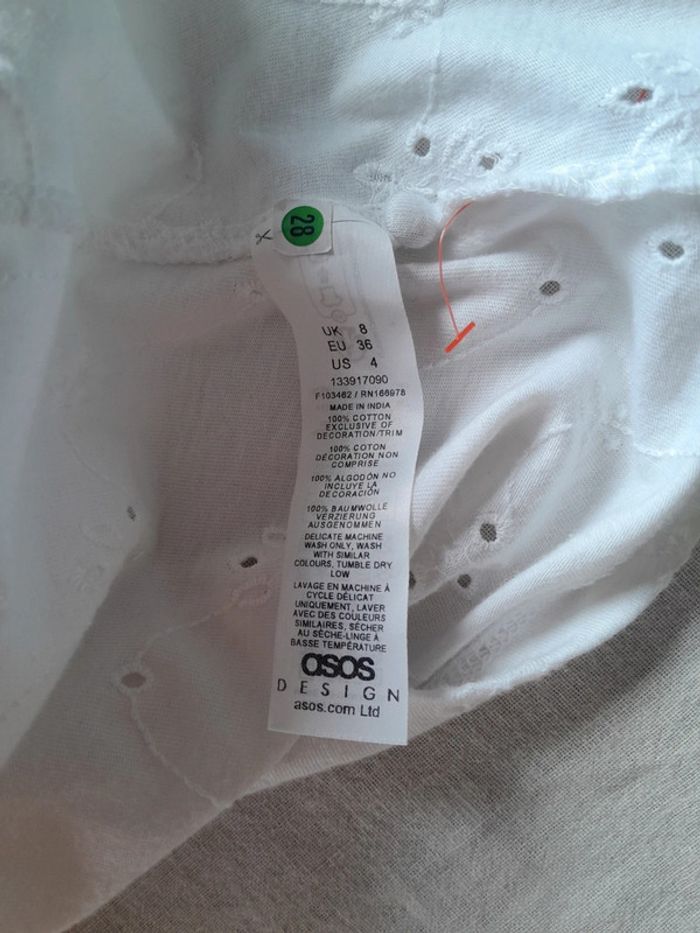 28
UK 8
EU 36
US 4
133917090
F103462 / RN166978
MADE IN INDIA
100% COTTON
EXCLUSIVE OF
DECORATION/TRIM
100% COTON
DÉCORATION NON
COMPRISE
100% ALGODÓN NO
INCLUYE LA
DECORACIÓN
100% BAUMWOLLE
VERZIERUNG
AUSGENOMMEN
DELICATE MACHINE
WASH ONLY, WASH
WITH SIMILAR
COLOURS, TUMBLE DRY
LOW
LAVAGE EN MACHINE À
CYCLE DÉLICAT
UNIQUEMENT, LAVER
AVEC DES COULEURS
SIMILAIRES, SÉCHER
AU SÈCHE-LINGE À
BASSE TEMPÉRATURE
asos
DESIGN
asos.com Ltd